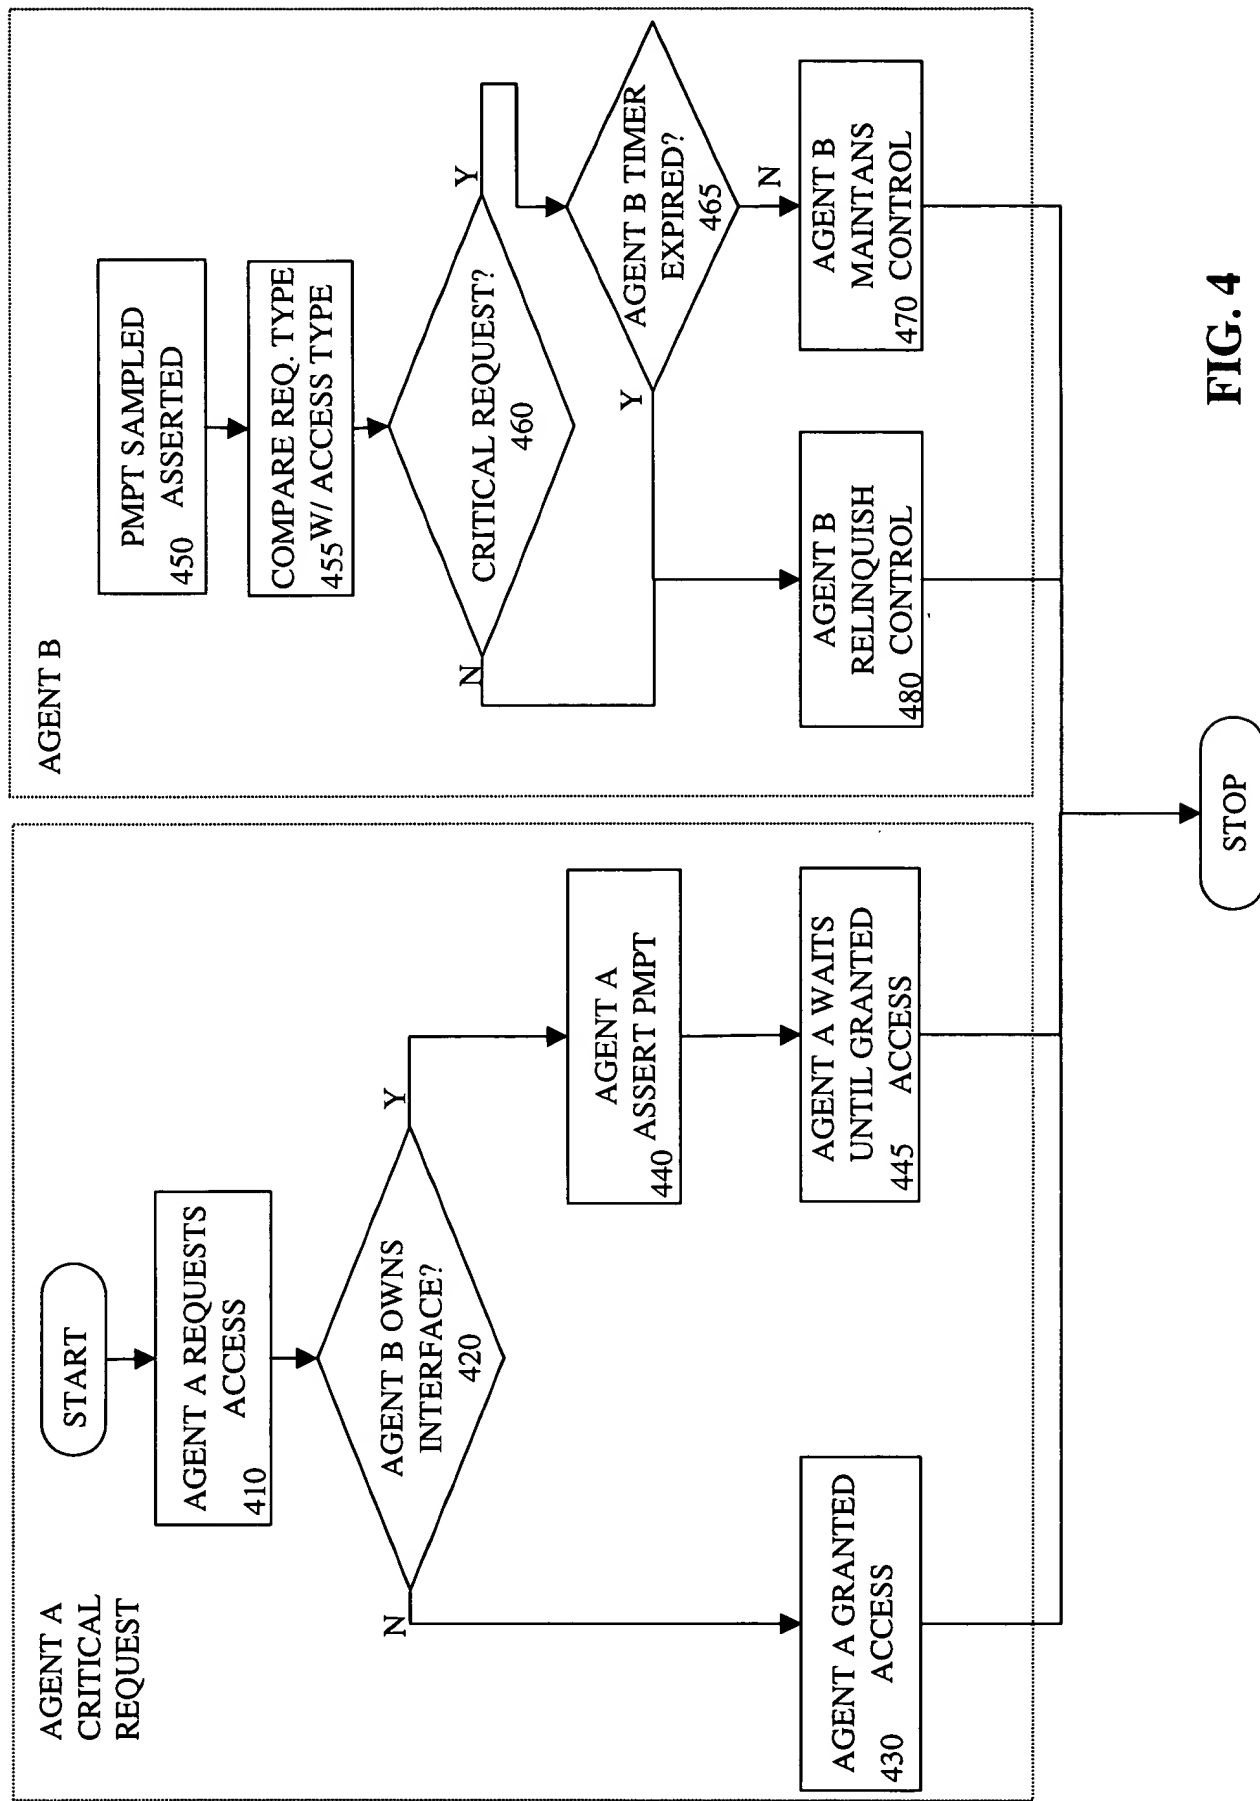 AGENT A
CRITICAL
REQUEST
START
AGENT A REQUESTS
ACCESS
410
AGENT B OWNS
INTERFACE?
420
N
Y
AGENT A
ASSERT PMPT
440
AGENT A GRANTED
ACCESS
430
AGENT A WAITS
UNTIL GRANTED
445 ACCESS
AGENT B
PMPT SAMPLED
450 ASSERTED
COMPARE REQ. TYPE
455 W/ ACCESS TYPE
CRITICAL REQUEST?
460
N
Y
AGENT B TIMER
EXPIRED?
465
Y
N
AGENT B
RELINQUISH
480 CONTROL
AGENT B
MAINTANS
470 CONTROL
STOP
FIG. 4